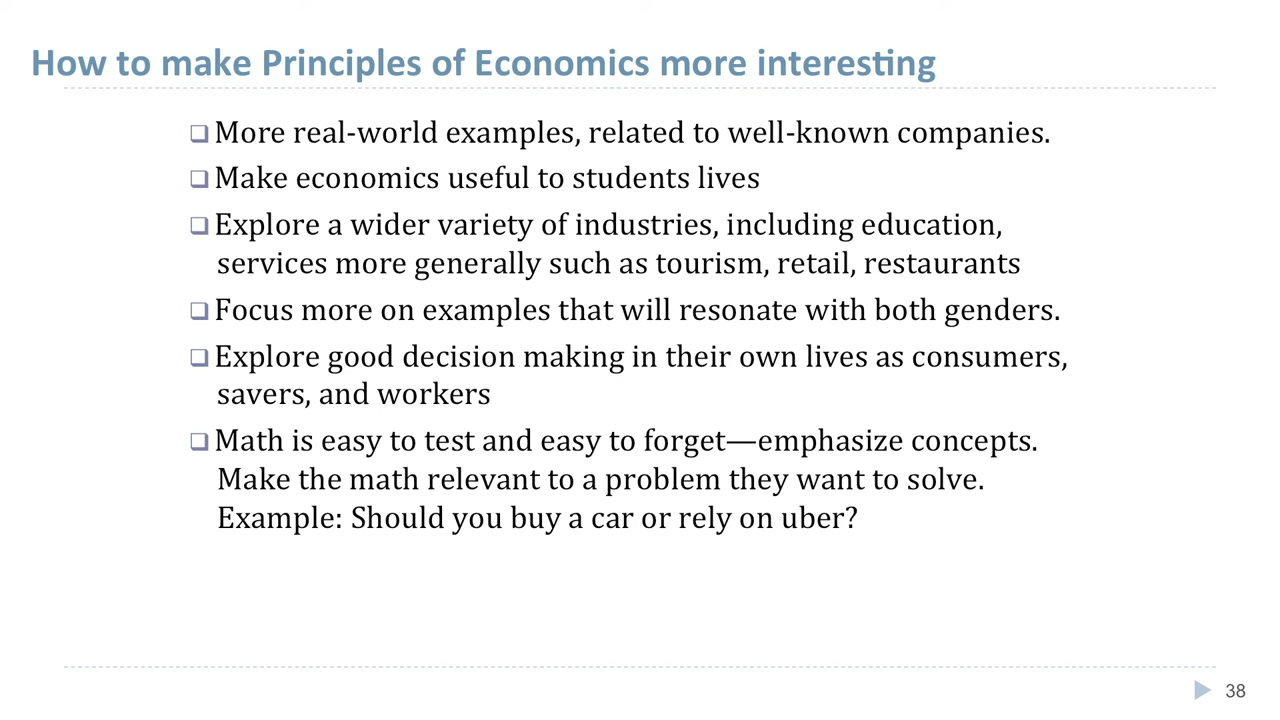 How to make Principles of Economics more interesting
❑ More real-world examples, related to well-known companies.
❑ Make economics useful to students lives
❑ Explore a wider variety of industries, including education,
services more generally such as tourism, retail, restaurants
❑ Focus more on examples that will resonate with both genders.
❑ Explore good decision making in their own lives as consumers,
savers, and workers
❑ Math is easy to test and easy to forget—emphasize concepts.
Make the math relevant to a problem they want to solve.
Example: Should you buy a car or rely on uber?
38